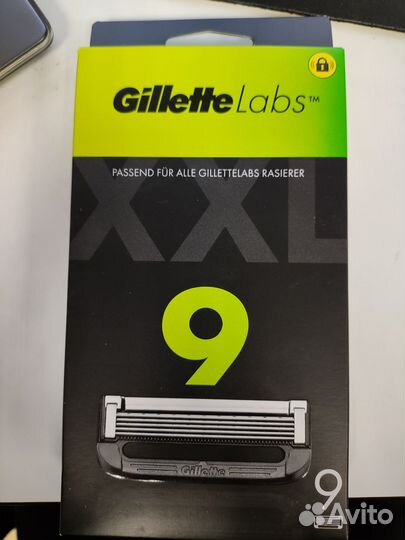 GilletteLabs™
PASSEND FÜR ALLE GILLETTELABS RASIERER
XXL
9
Gillette
9
Avito